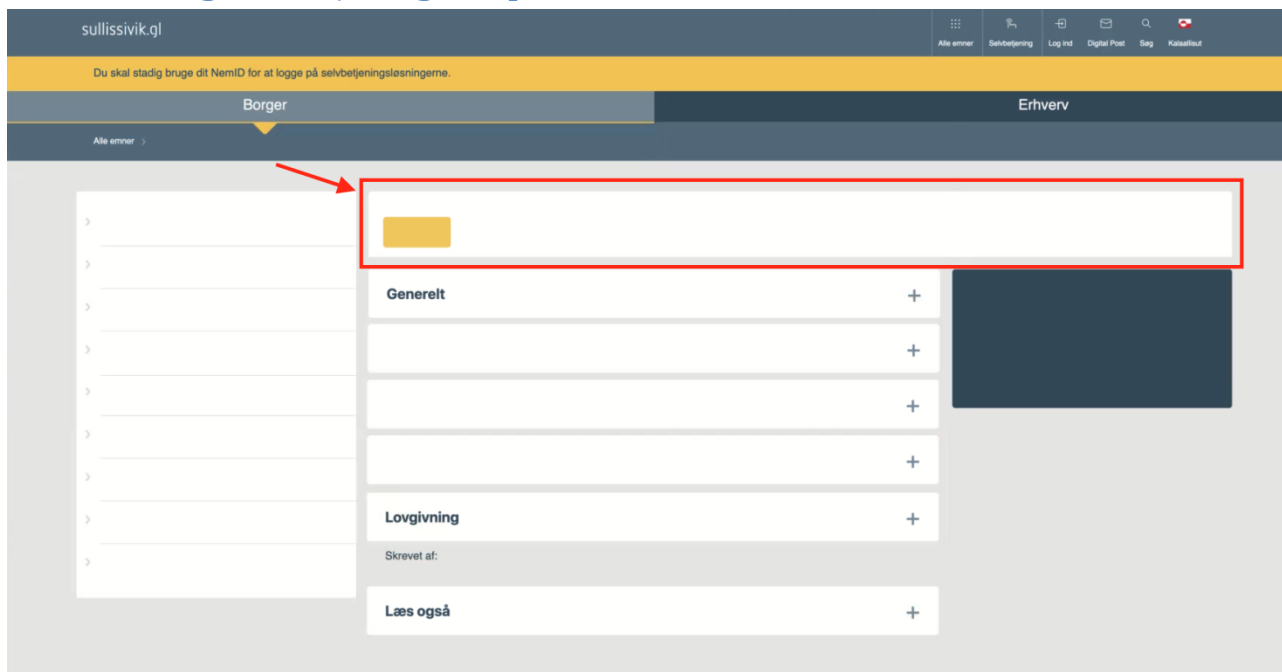 sullissivik.gl
Alle emner
Selvbetjening
Log ind
Digital Post
Søg
Kalaallisut
Du skal stadig bruge dit NemID for at logge på selvbetjeningsløsningerne.
Borger
Erhverv
Alle emner
Generelt
Lovgivning
Skrevet af:
Læs også